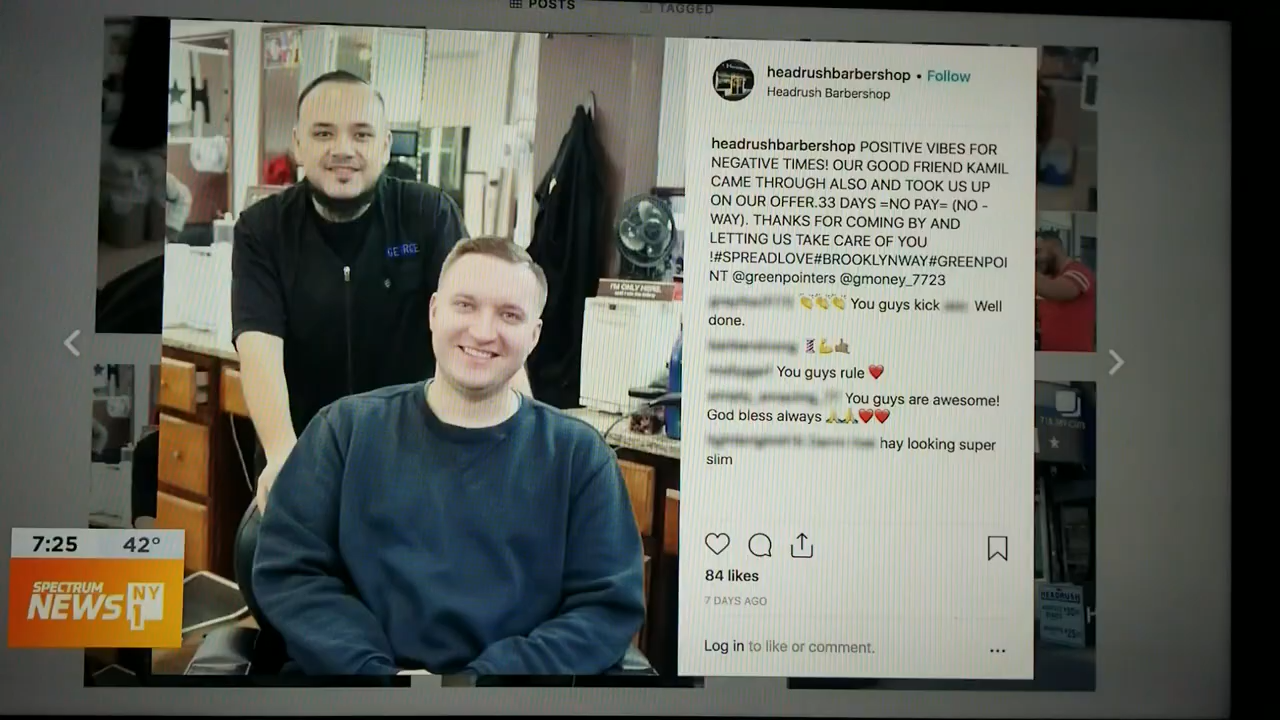 POSTS
TAGGED
headrushbarbershop • Follow
Headrush Barbershop
headrushbarbershop POSITIVE VIBES FOR
NEGATIVE TIMES! OUR GOOD FRIEND KAMIL
CAME THROUGH ALSO AND TOOK US UP
ON OUR OFFER.33 DAYS =NO PAY= (NO -
WAY). THANKS FOR COMING BY AND
LETTING US TAKE CARE OF YOU
!#SPREADLOVE#BROOKLYNWAY#GREENPOI
NT @greenpointers @gmoney_7723
👏👏👏 You guys kick Well
done.
💈💪🤙
You guys rule ❤️
You guys are awesome!
God bless always 🙏🙏❤️❤️
hay looking super
slim
84 likes
7 DAYS AGO
Log in to like or comment.
...
GEORGE
I'M ONLY HERE
H
HEADRUSH
7:25 42°
SPECTRUM
NEWS NY
1